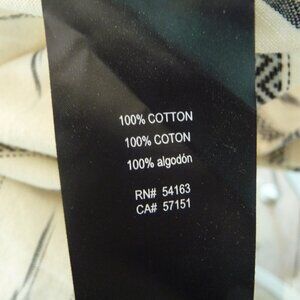 100% COTTON
100% COTON
100% algodón
RN# 54163
CA# 57151